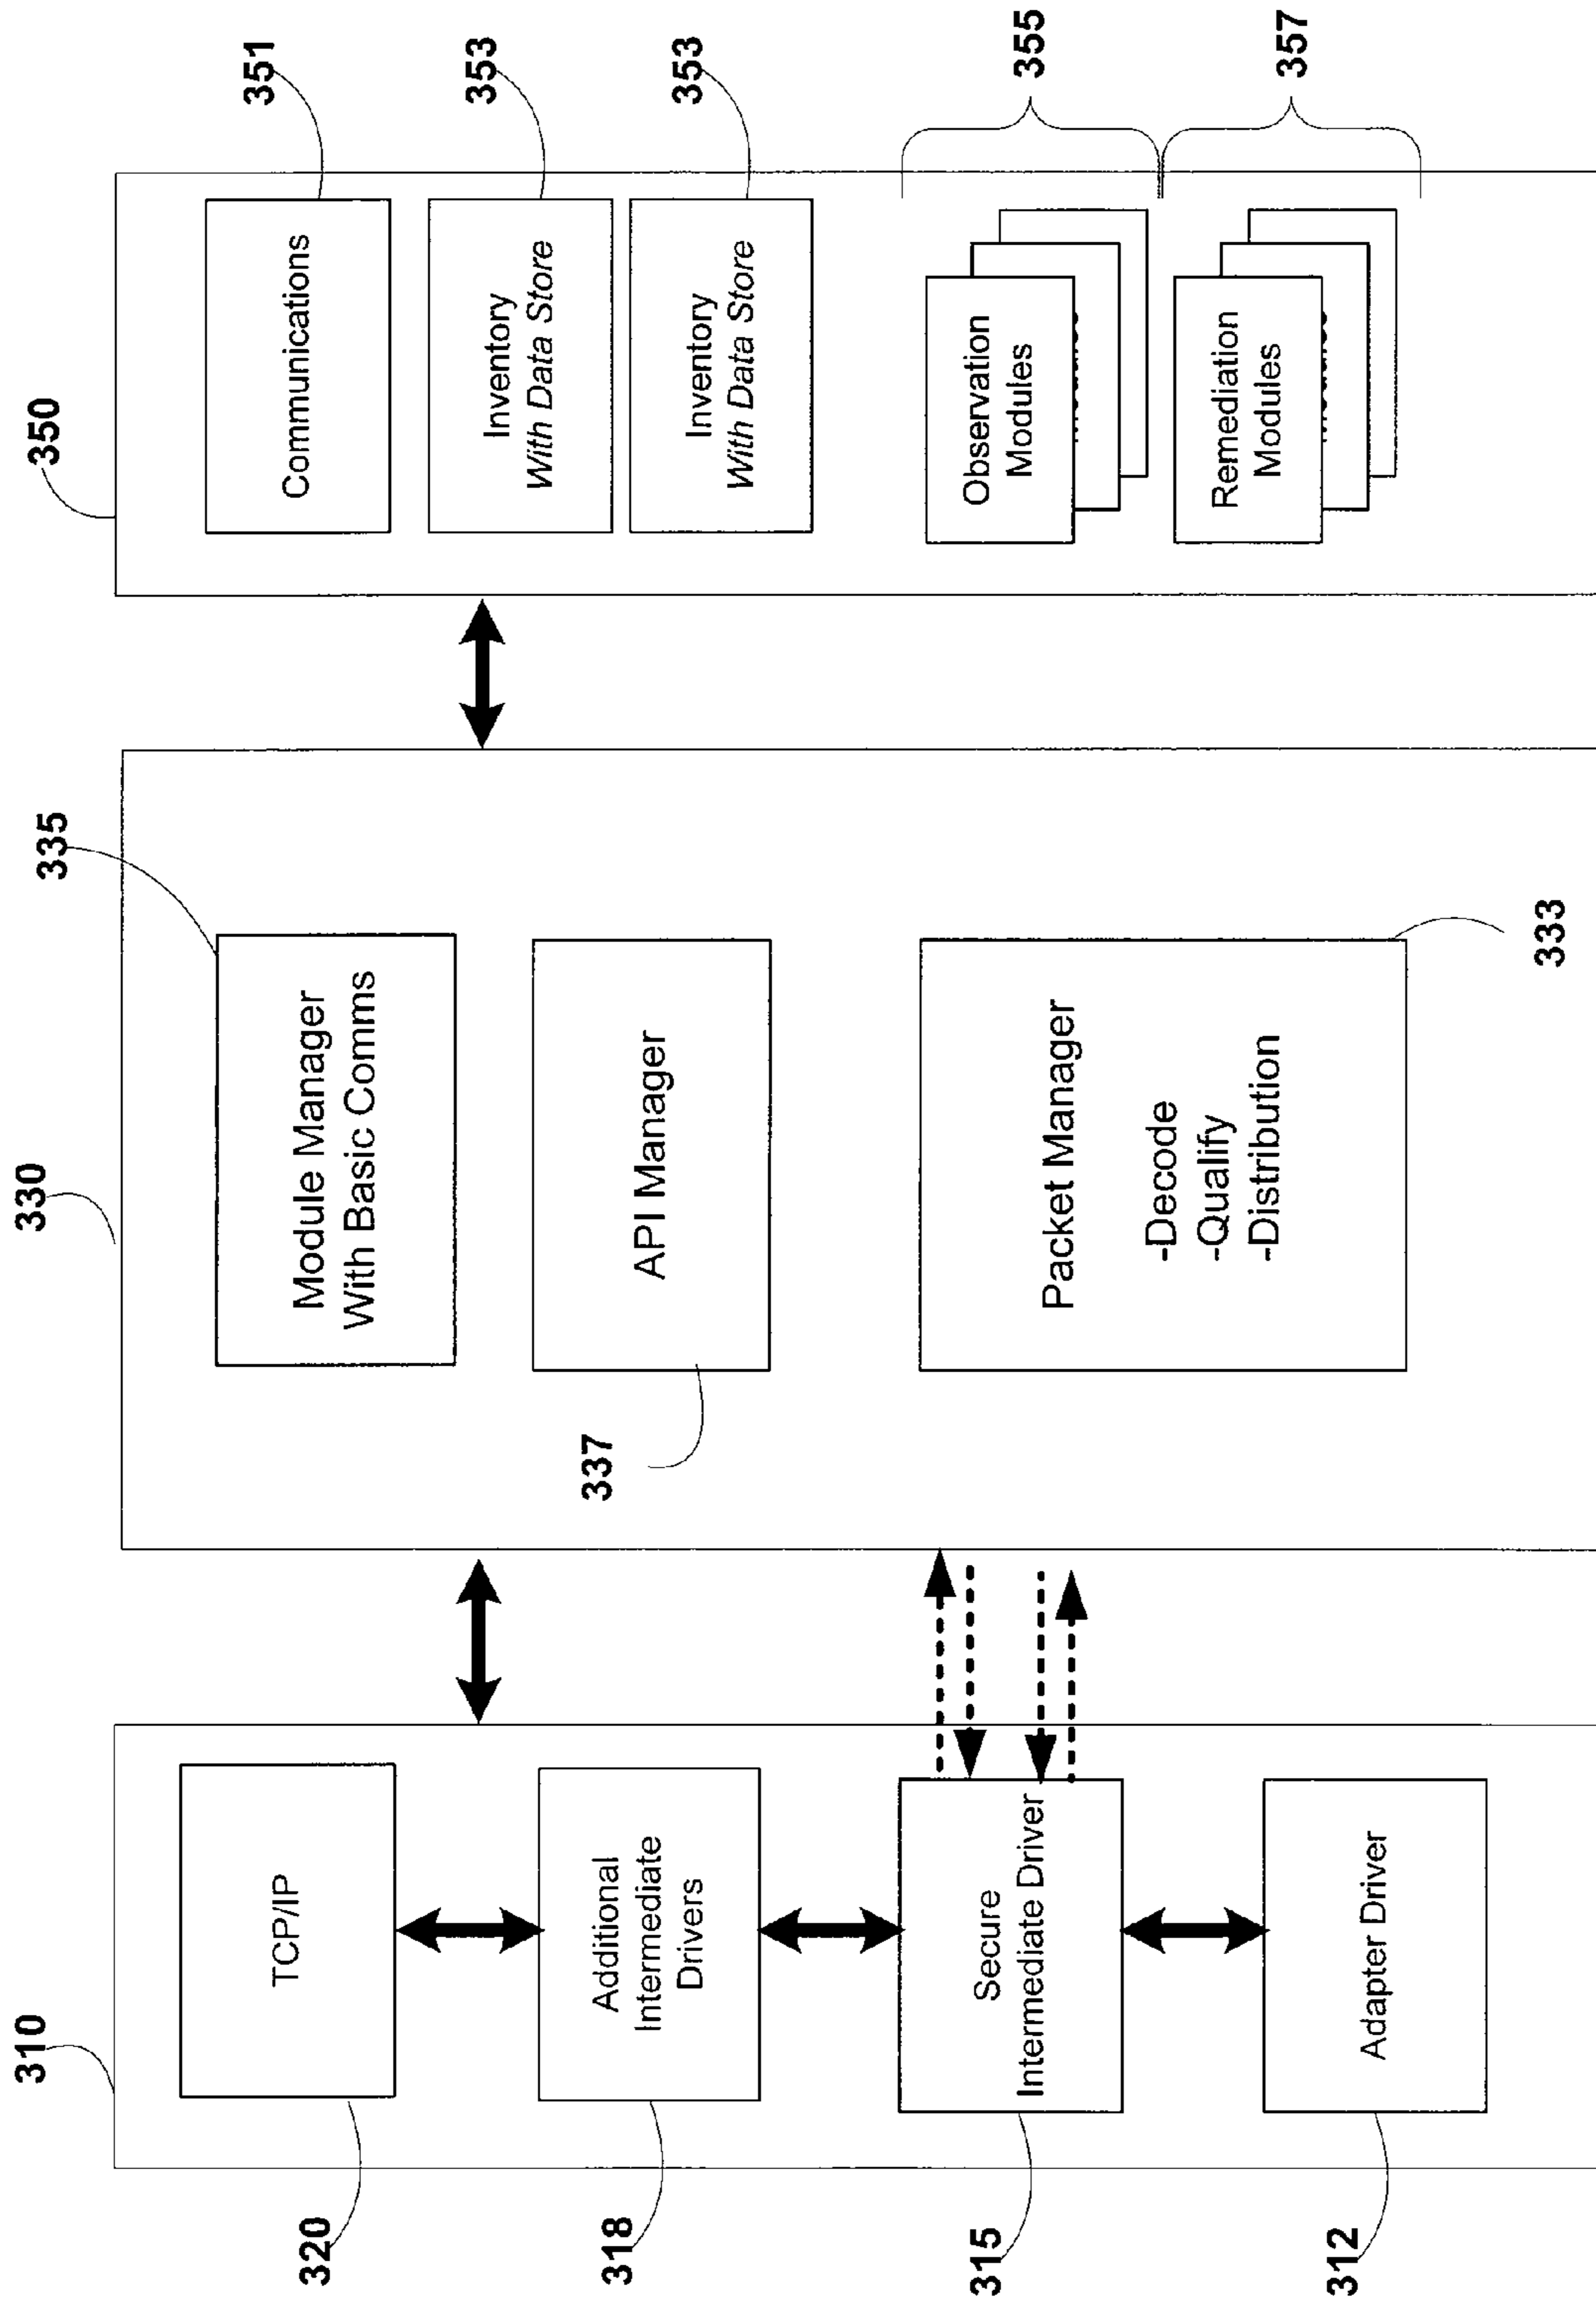 310
330
335
350
TCP/IP
320
Additional
Intermediate
Drivers
318
Secure
Intermediate Driver
315
Adapter Driver
312
Module Manager
With Basic Comms
API Manager
337
Packet Manager
-Decode
-Qualify
-Distribution
333
Communications
351
Inventory
With Data Store
353
Inventory
With Data Store
353
Observation
Modules
355
Remediation
Modules
357